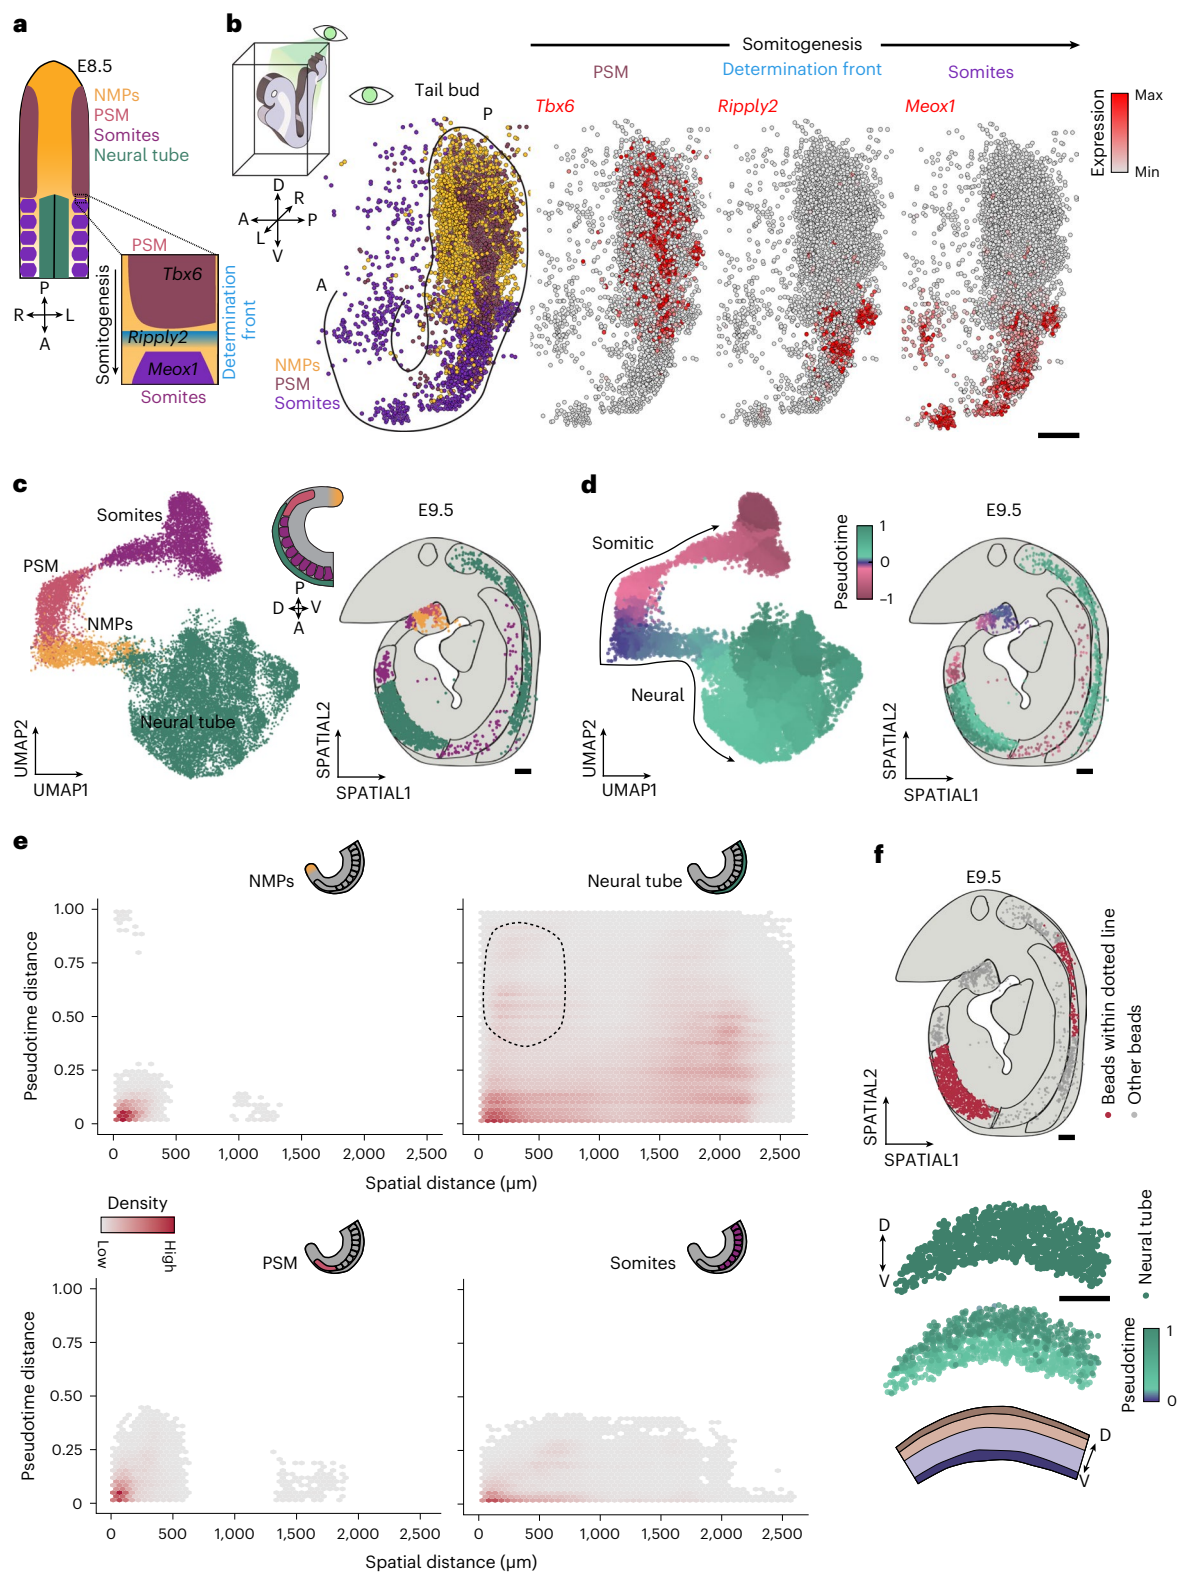 a
E8.5
NMPs
PSM
Somites
Neural tube
P
R L
A
PSM
Tbx6
Ripply2
Meox1
Somites
Somitogenesis
Determination
front
b
D
R
A P
L
V
Tail bud
P
A
NMPs
PSM
Somites
Somitogenesis
PSM
Determination front
Somites
Tbx6
Ripply2
Meox1
Expression
Max
Min
c
Somites
PSM
NMPs
Neural tube
UMAP2
UMAP1
P
D V
A
E9.5
SPATIAL2
SPATIAL1
d
Somitic
Neural
UMAP2
UMAP1
Pseudotime
1
0
−1
E9.5
SPATIAL2
SPATIAL1
e
NMPs
Neural tube
Pseudotime distance
1.00
0.75
0.50
0.25
0
0 500 1,000 1,500 2,000 2,500
0 500 1,000 1,500 2,000 2,500
Spatial distance (µm)
Density
Low
High
PSM
Somites
Pseudotime distance
1.00
0.75
0.50
0.25
0
0 500 1,000 1,500 2,000 2,500
0 500 1,000 1,500 2,000 2,500
Spatial distance (µm)
f
E9.5
SPATIAL2
SPATIAL1
Beads within dotted line
Other beads
D
V
Neural tube
Pseudotime
1
0
D
V